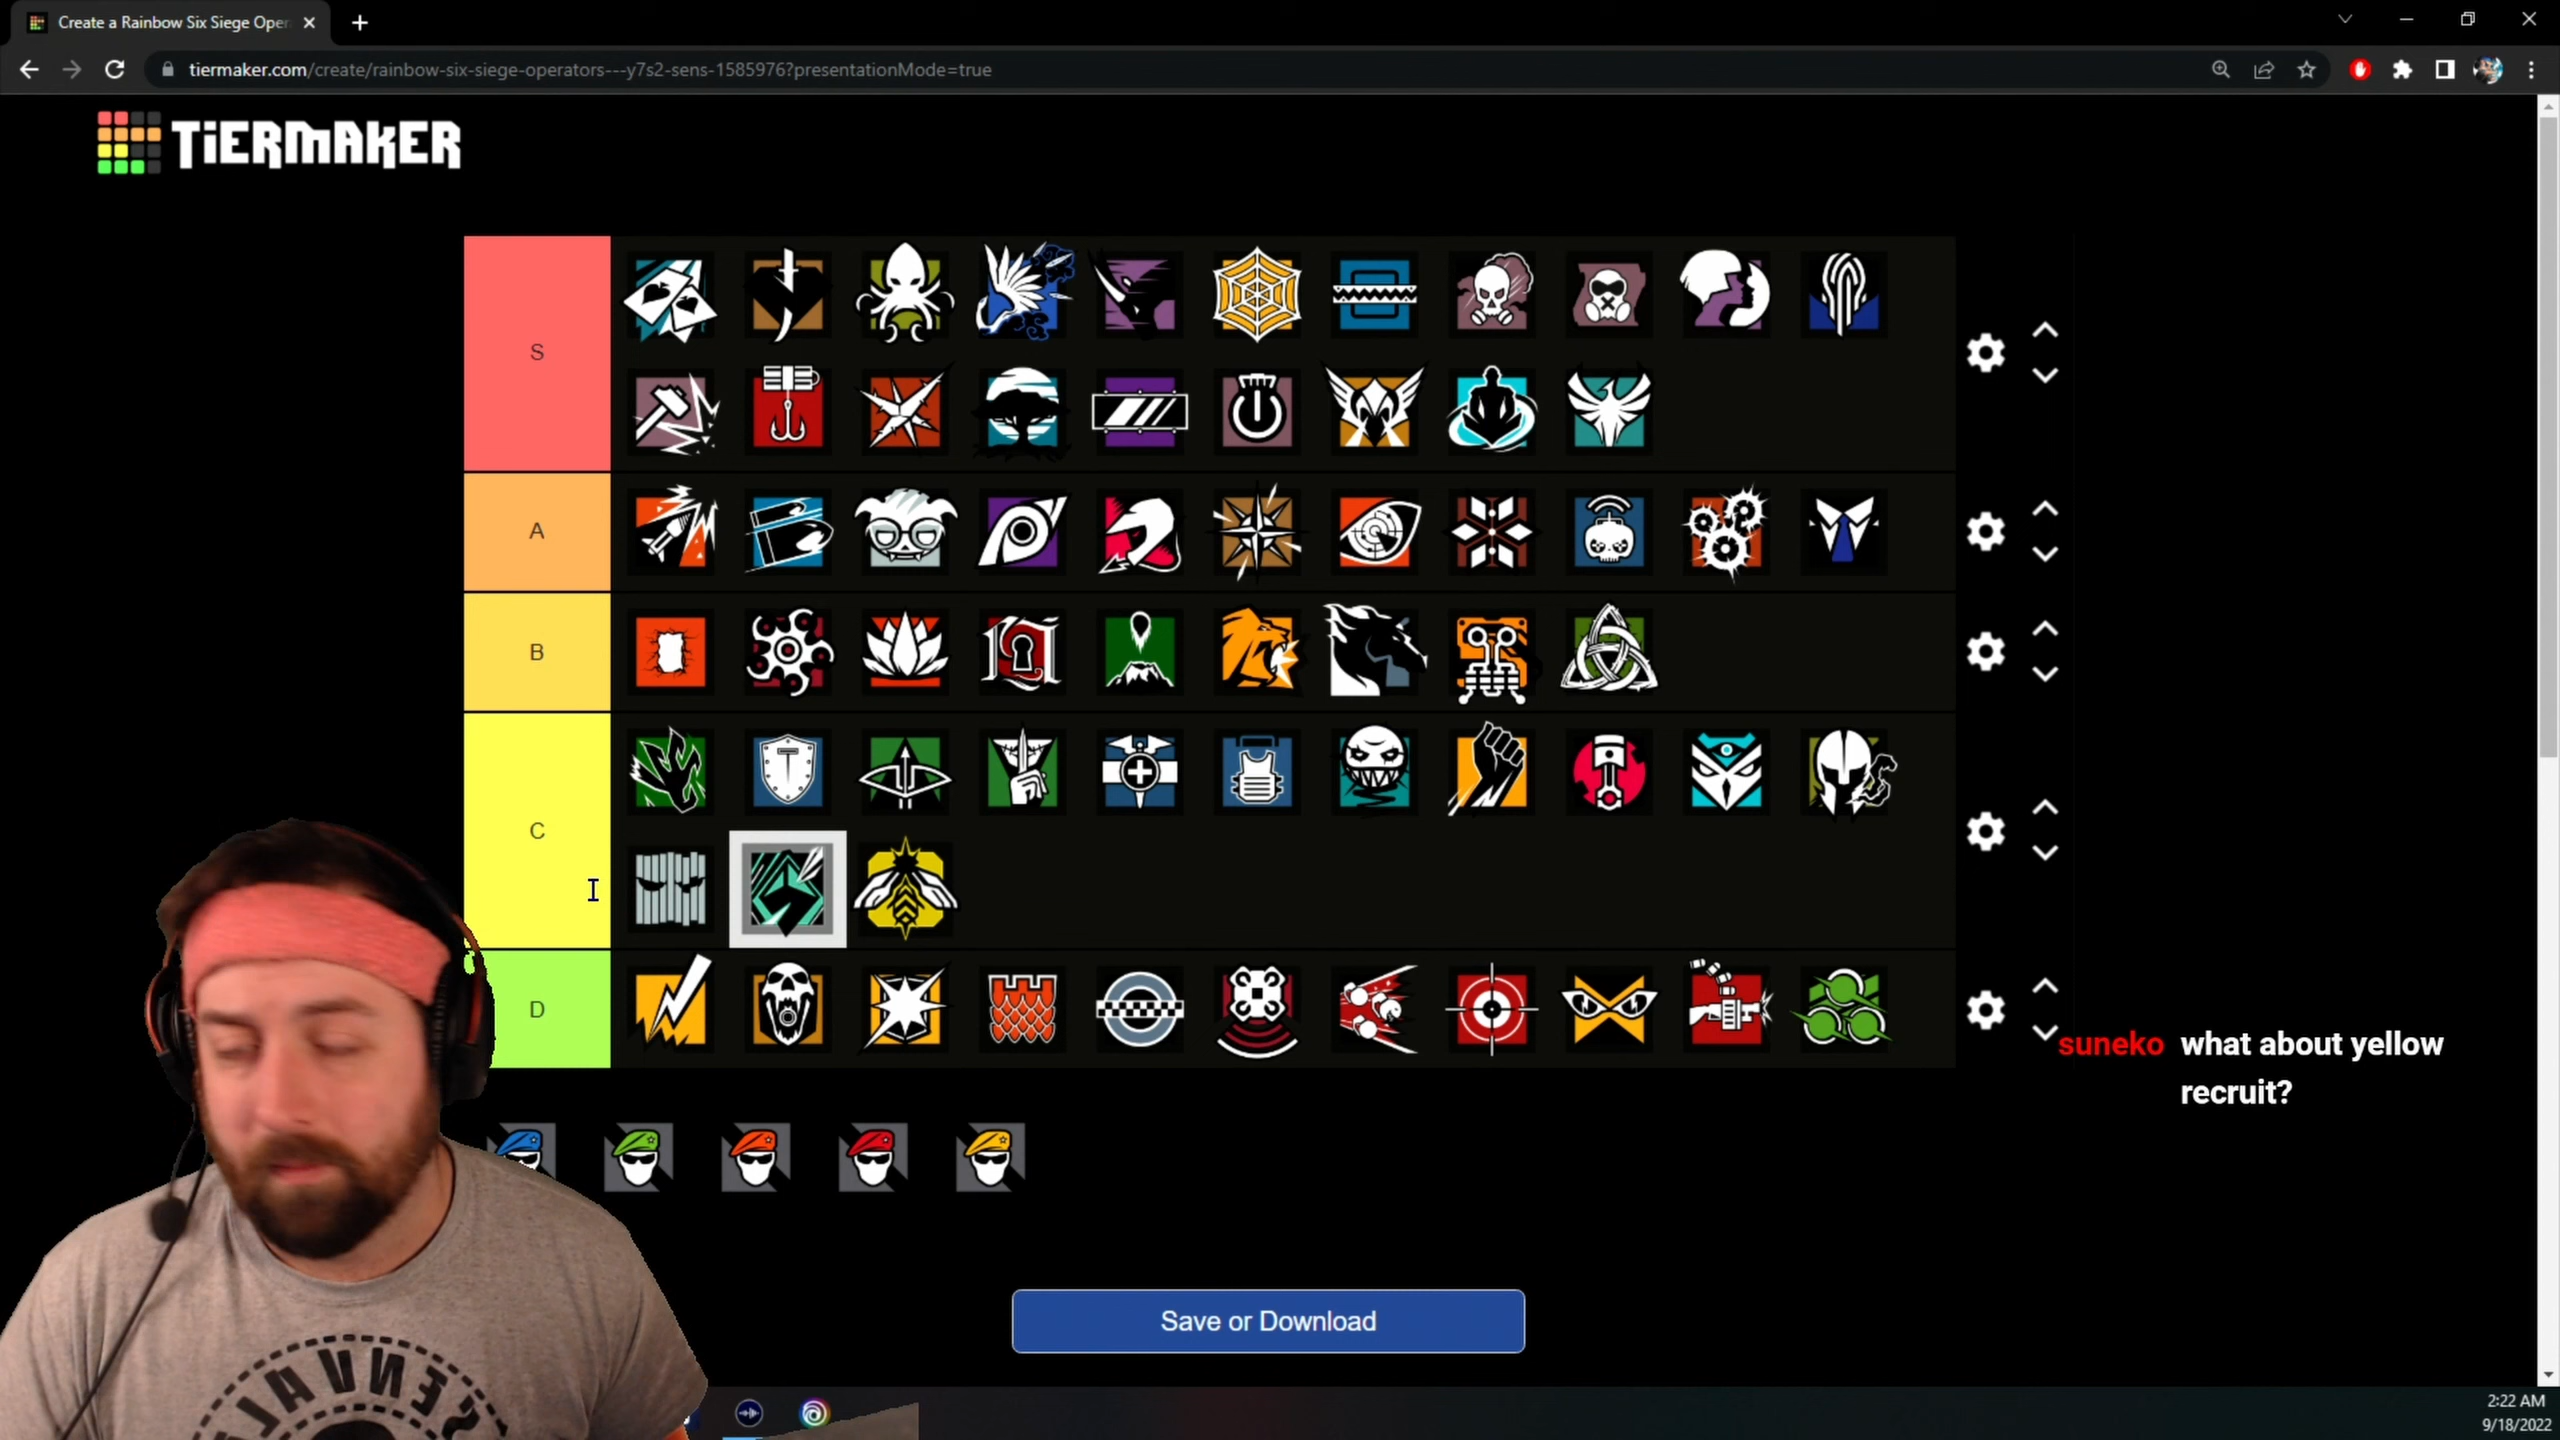 Create a Rainbow Six Siege Oper
tiermaker.com/create/rainbow-six-siege-operators---y7s2-sens-1585976?presentationMode=true
TiERMAKER
S
A
B
C
D
suneko what about yellow
recruit?
Save or Download
2:22 AM
9/18/2022